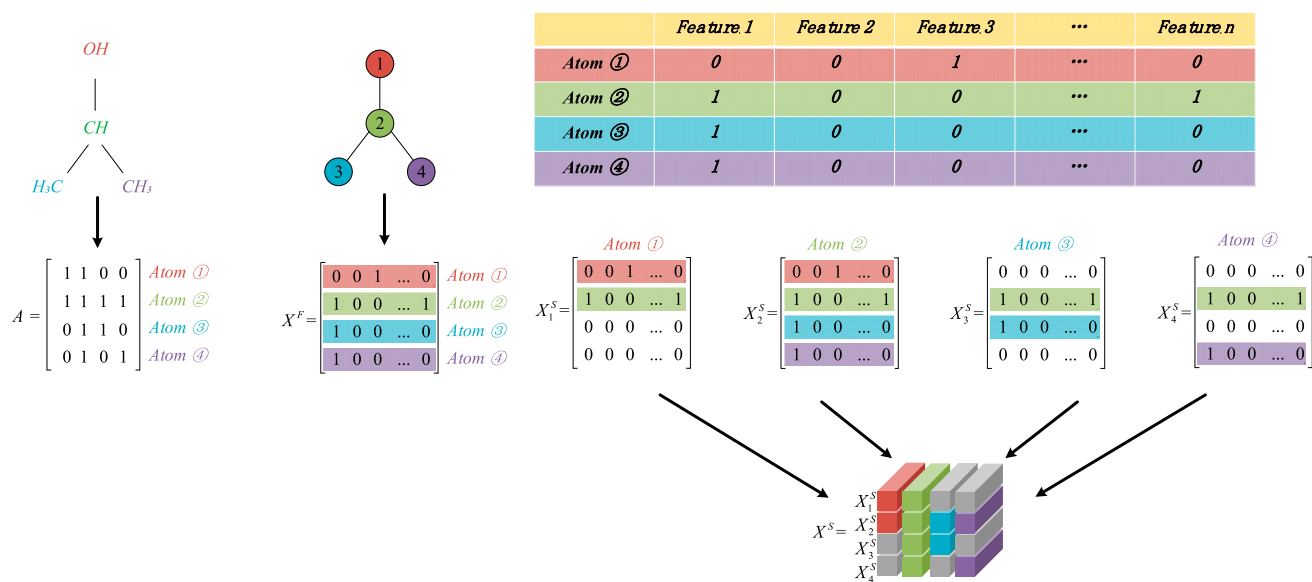 OH
CH
H₃C CH₃
1
2
3 4
Feature.1 Feature 2 Feature.3 ... Feature.n
Atom ① 0 0 1 ... 0
Atom ② 1 0 0 ... 1
Atom ③ 1 0 0 ... 0
Atom ④ 1 0 0 ... 0
A =
1 1 0 0 Atom ①
1 1 1 1 Atom ②
0 1 1 0 Atom ③
0 1 0 1 Atom ④
X^F =
0 0 1 ... 0 Atom ①
1 0 0 ... 1 Atom ②
1 0 0 ... 0 Atom ③
1 0 0 ... 0 Atom ④
Atom ①
X₁^S =
0 0 1 ... 0
1 0 0 ... 1
0 0 0 ... 0
0 0 0 ... 0
Atom ②
X₂^S =
0 0 1 ... 0
1 0 0 ... 1
1 0 0 ... 0
1 0 0 ... 0
Atom ③
X₃^S =
0 0 0 ... 0
1 0 0 ... 1
1 0 0 ... 0
0 0 0 ... 0
Atom ④
X₄^S =
0 0 0 ... 0
1 0 0 ... 1
0 0 0 ... 0
1 0 0 ... 0
X^S =
X₁^S
X₂^S
X₃^S
X₄^S